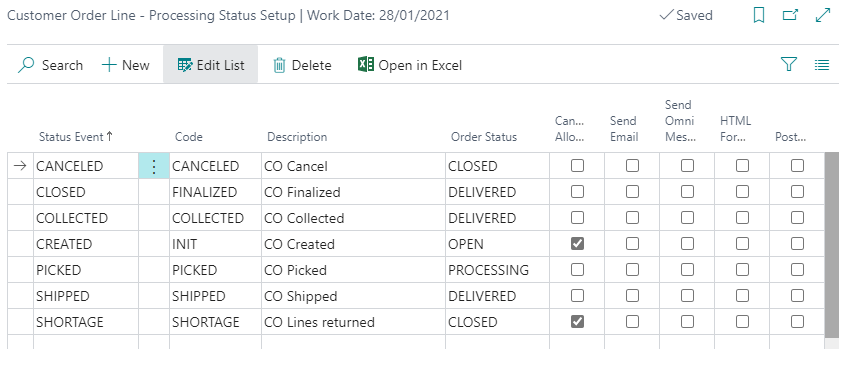 Customer Order Line - Processing Status Setup | Work Date: 28/01/2021 Saved
Search New Edit List Delete Open in Excel
Status Event↑ Code Description Order Status Can... Allo... Send Email Send Omni Mes... HTML For... Post...
CANCELED CANCELED CO Cancel CLOSED
CLOSED FINALIZED CO Finalized DELIVERED
COLLECTED COLLECTED CO Collected DELIVERED
CREATED INIT CO Created OPEN
PICKED PICKED CO Picked PROCESSING
SHIPPED SHIPPED CO Shipped DELIVERED
SHORTAGE SHORTAGE CO Lines returned CLOSED